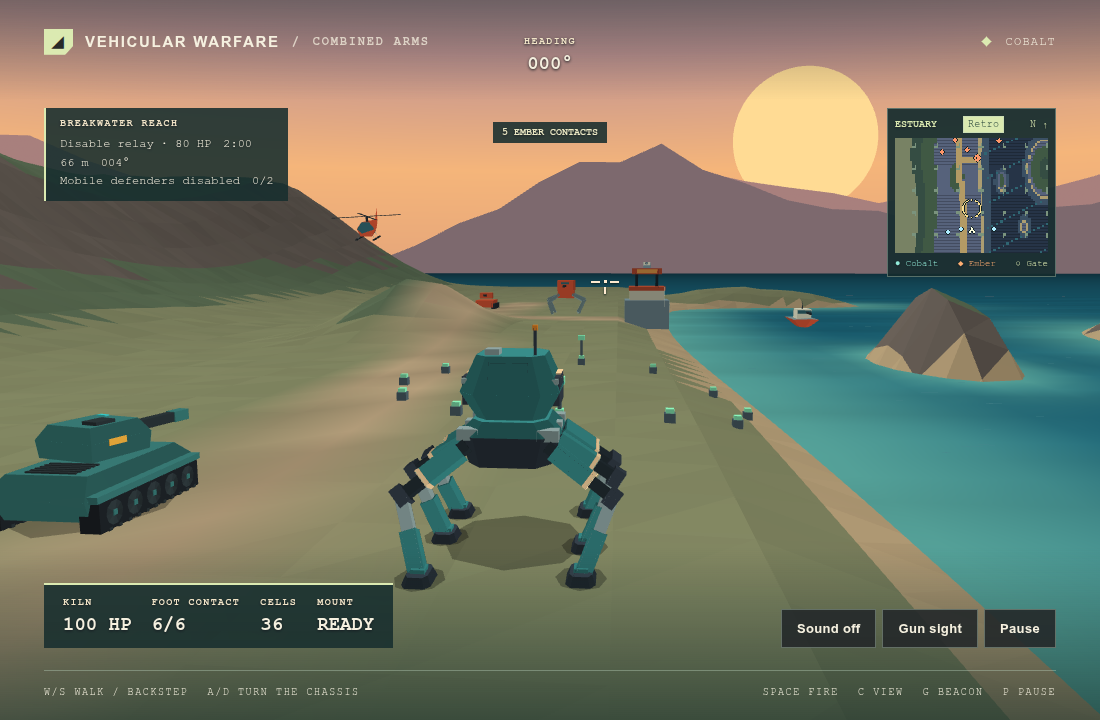 VEHICULAR WARFARE / COMBINED ARMS
HEADING
000°
COBALT
BREAKWATER REACH
Disable relay · 80 HP 2:00
66 m 004°
Mobile defenders disabled 0/2
5 EMBER CONTACTS
ESTUARY Retro N ↑
Cobalt Ember Gate
KILN FOOT CONTACT CELLS MOUNT
100 HP 6/6 36 READY
Sound off Gun sight Pause
W/S WALK / BACKSTEP A/D TURN THE CHASSIS
SPACE FIRE C VIEW G BEACON P PAUSE